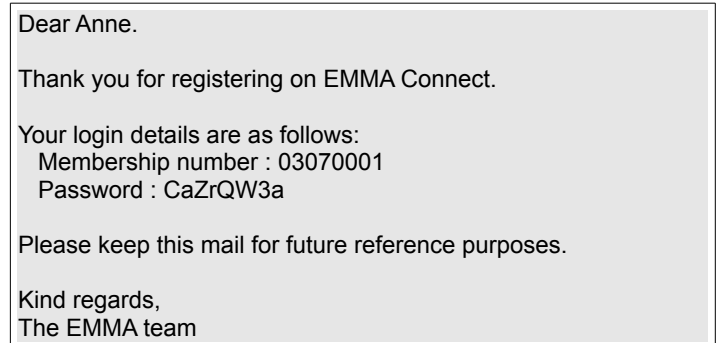 Dear Anne.
Thank you for registering on EMMA Connect.
Your login details are as follows:
Membership number : 03070001
Password : CaZrQW3a
Please keep this mail for future reference purposes.
Kind regards,
The EMMA team